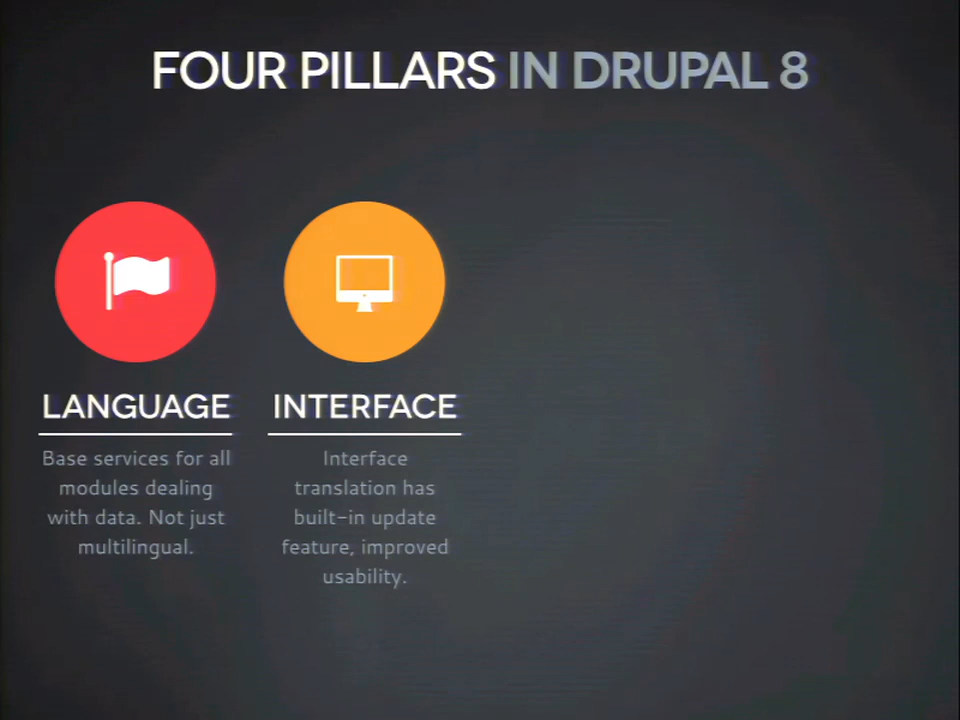 FOUR PILLARS IN DRUPAL 8
LANGUAGE
Base services for all
modules dealing
with data. Not just
multilingual.
INTERFACE
Interface
translation has
built-in update
feature, improved
usability.